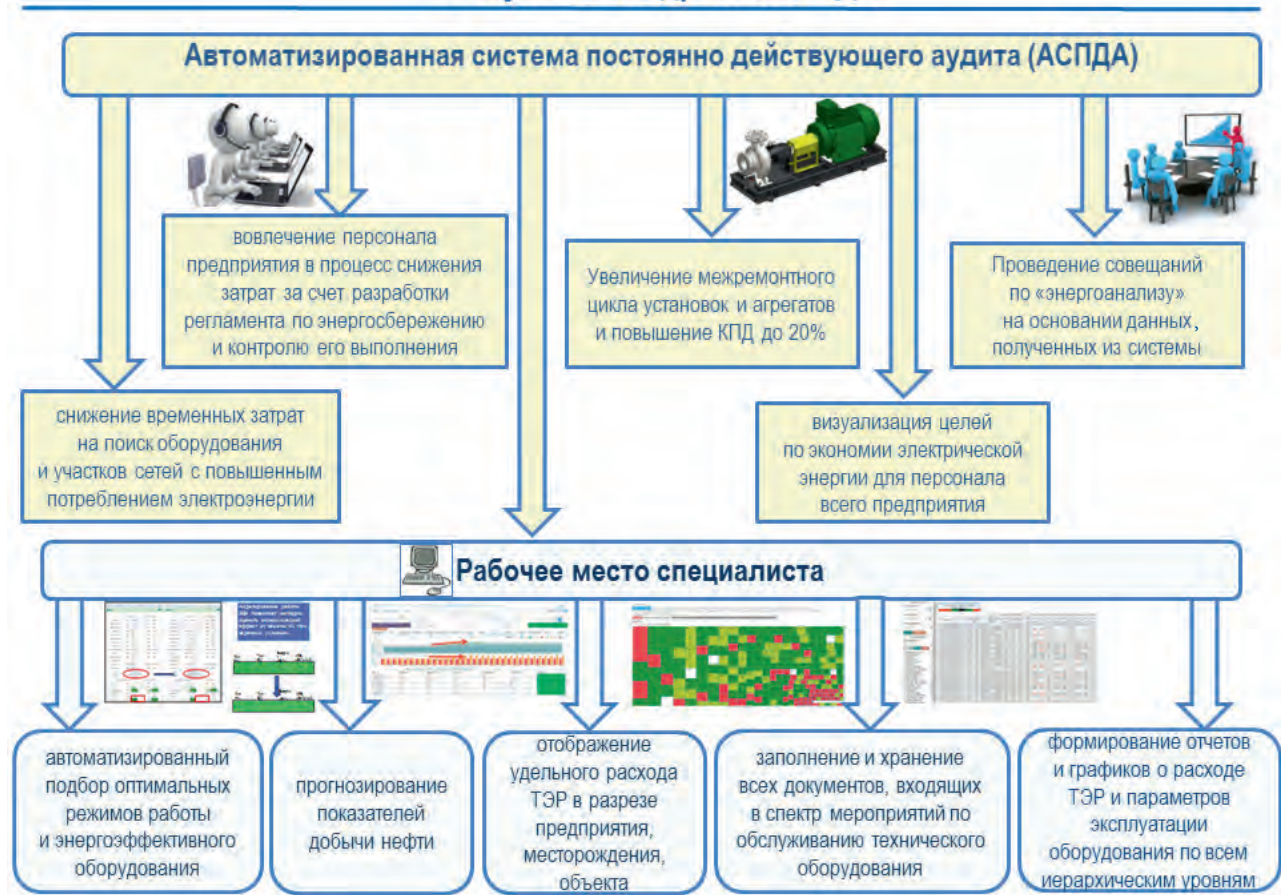 Автоматизированная система постоянно действующего аудита (АСПДА)
вовлечение персонала
предприятия в процесс снижения
затрат за счет разработки
регламента по энергосбережению
и контролю его выполнения
Увеличение межремонтного
цикла установок и агрегатов
и повышение КПД до 20%
Проведение совещаний
по «энергоанализу»
на основании данных,
полученных из системы
снижение временных затрат
на поиск оборудования
и участков сетей с повышенным
потреблением электроэнергии
визуализация целей
по экономии электрической
энергии для персонала
всего предприятия
Рабочее место специалиста
автоматизированный
подбор оптимальных
режимов работы
и энергоэффективного
оборудования
прогнозирование
показателей
добычи нефти
отображение
удельного расхода
ТЭР в разрезе
предприятия,
месторождения,
объекта
заполнение и хранение
всех документов, входящих
в спектр мероприятий по
обслуживанию технического
оборудования
формирование отчетов
и графиков о расходе
ТЭР и параметров
эксплуатации
оборудования по всем
иерархическим уровням